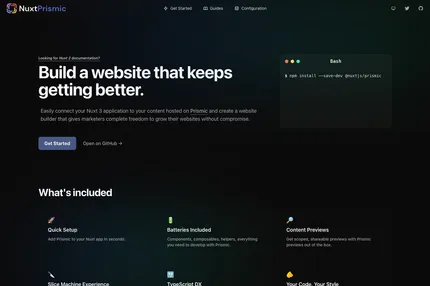 NuxtPrismic
Get Started
Guides
Configuration
Looking for Nuxt 2 documentation?
Build a website that keeps
getting better.
Easily connect your Nuxt 3 application to your content hosted on Prismic and create a website
builder that gives marketers complete freedom to grow their websites without compromise.
Get Started
Open on GitHub →
Bash
$ npm install --save-dev @nuxtjs/prismic
What's included
Quick Setup
Add Prismic to your Nuxt app in seconds.
Batteries Included
Components, composables, helpers, everything
you need to develop with Prismic.
Content Previews
Get scoped, shareable previews with Prismic
previews out of the box.
Slice Machine Experience
TypeScript DX
Your Code, Your Style